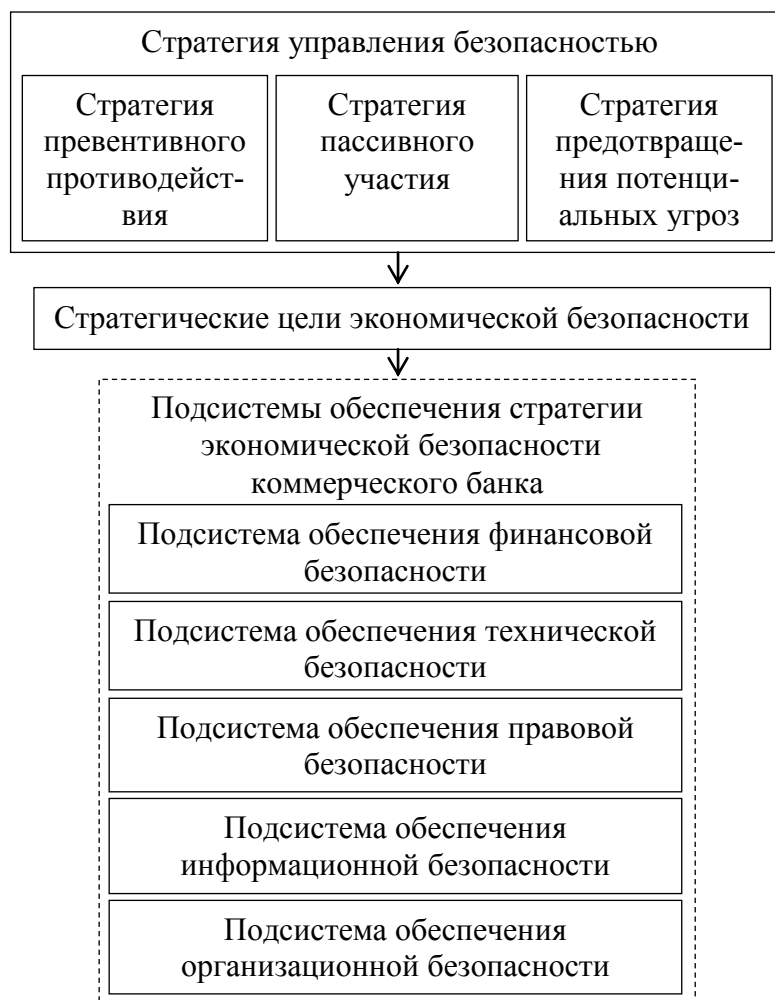 Стратегия управления безопасностью
Стратегия
превентивного
противодейст-
вия
Стратегия
пассивного
участия
Стратегия
предотвраще-
ния потенци-
альных угроз
Стратегические цели экономической безопасности
Подсистемы обеспечения стратегии
экономической безопасности
коммерческого банка
Подсистема обеспечения финансовой
безопасности
Подсистема обеспечения технической
безопасности
Подсистема обеспечения правовой
безопасности
Подсистема обеспечения
информационной безопасности
Подсистема обеспечения
организационной безопасности